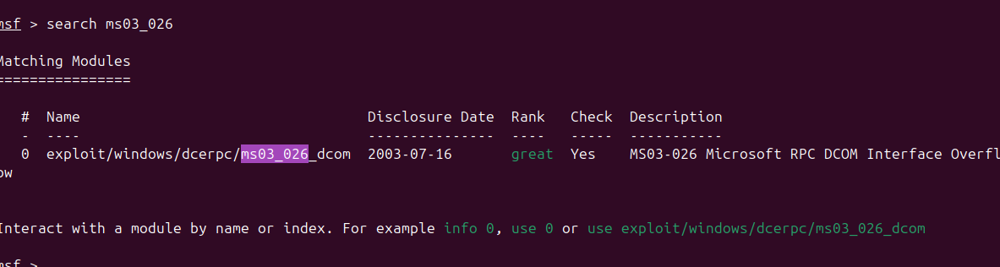 msf > search ms03_026
Matching Modules
================
#  Name                                   Disclosure Date  Rank   Check  Description
-  ----                                   ---------------  ----   -----  -----------
0  exploit/windows/dcerpc/ms03_026_dcom  2003-07-16       great  Yes    MS03-026 Microsoft RPC DCOM Interface Overfl
ow
Interact with a module by name or index. For example info 0, use 0 or use exploit/windows/dcerpc/ms03_026_dcom
msf >